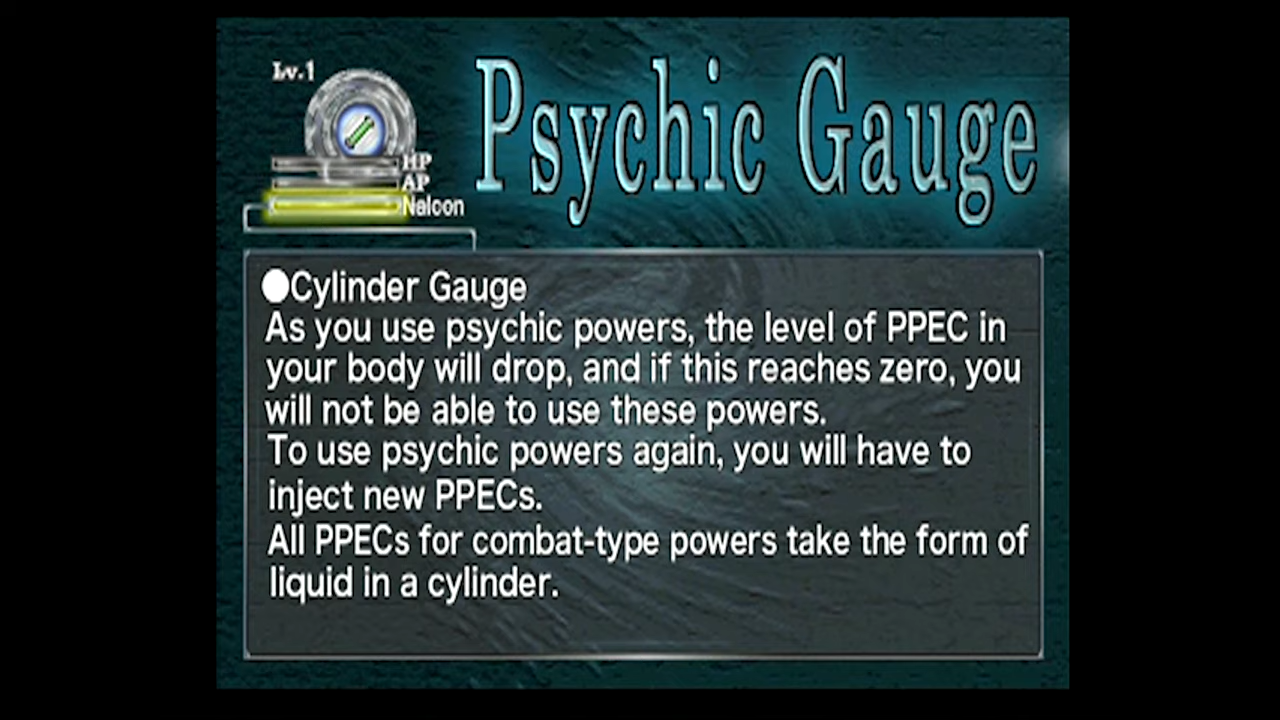 Lv.1
Psychic Gauge
HP
AP
Nalcon
●Cylinder Gauge
As you use psychic powers, the level of PPEC in
your body will drop, and if this reaches zero, you
will not be able to use these powers.
To use psychic powers again, you will have to
inject new PPECs.
All PPECs for combat-type powers take the form of
liquid in a cylinder.